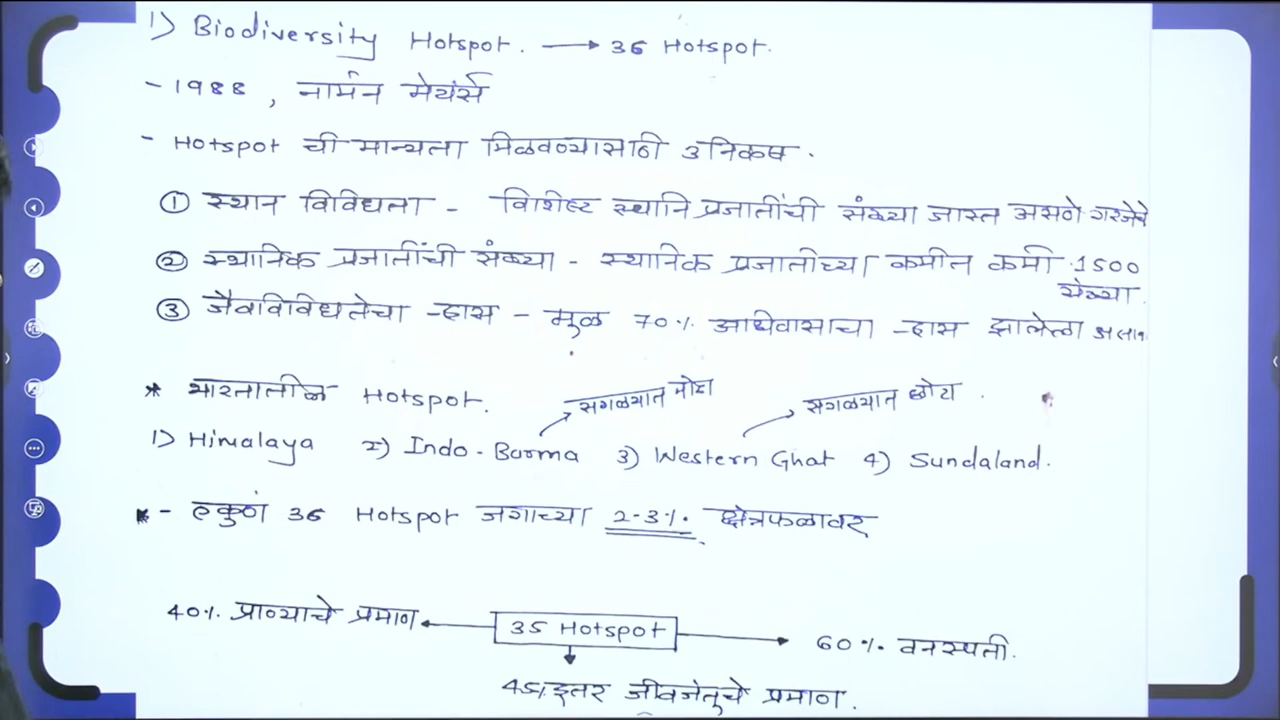 1) Biodiversity Hotspot. → 36 Hotspot.
- 1988 , नार्मन मेयर्स
- Hotspot ची मान्यता मिळवण्यासाठी 3 निकष .
① स्थान विविधता - विशिष्ट स्थानि प्रजातींची संख्या जास्त असणे गरजेचे
② स्थानिक प्रजातींची संख्या - स्थानिक प्रजातीच्या कमीत कमी 1500
संख्या.
③ जैवविविधतेचा ऱ्हास - मूळ 70% आधिवासाचा ऱ्हास झालेला
* भारतातील Hotspot.
सगळ्यात मोठा
सगळ्यात छोटा .
1) Himalaya 2) Indo-Burma 3) Western Ghat 4) Sundaland.
* - एकुण 36 Hotspot जगाच्या 2-3%. क्षेत्रफळावर
40% प्राण्याचे प्रमाण ← 35 Hotspot → 60% वनस्पती.
45% इतर जीवजंतुचे प्रमाण.